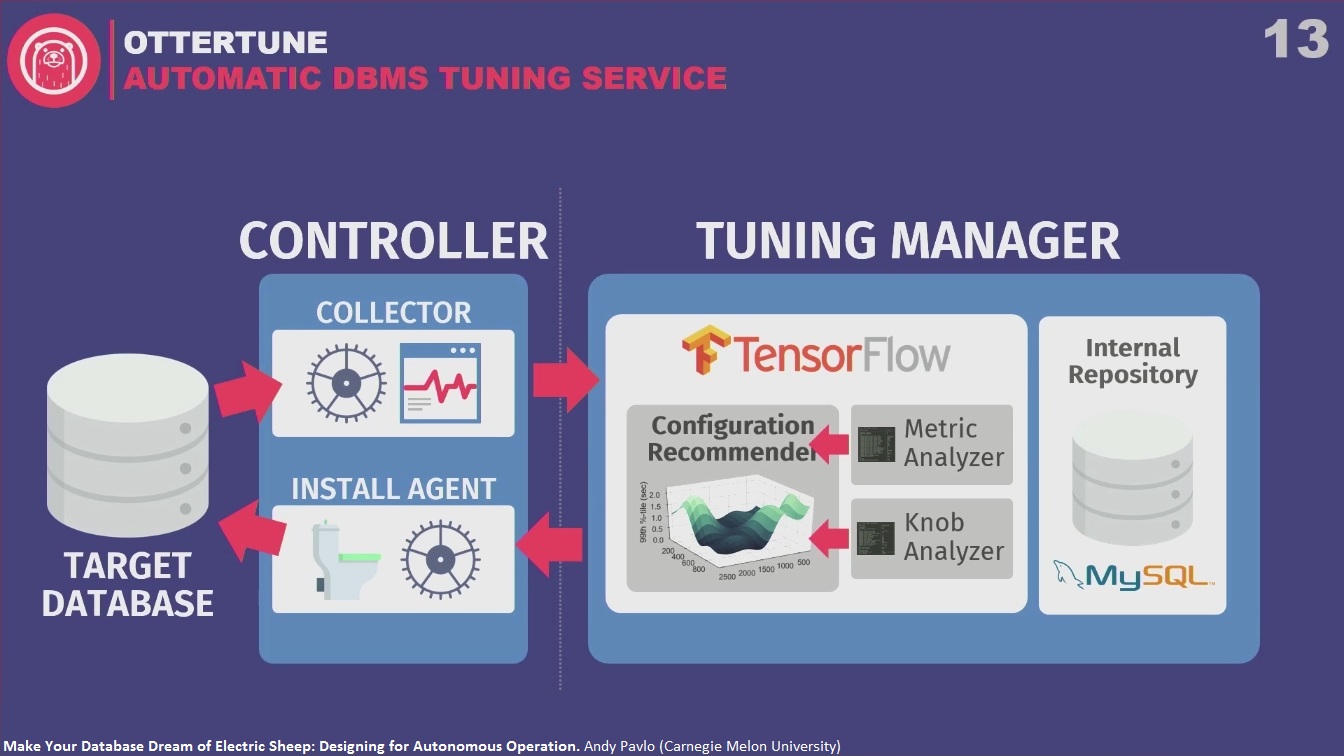 OTTERTUNE
AUTOMATIC DBMS TUNING SERVICE
13
CONTROLLER
TUNING MANAGER
COLLECTOR
INSTALL AGENT
TARGET
DATABASE
TensorFlow
Configuration
Recommender
99th %-tile (sec)
2.0
1.5
1.0
0.5
0.0
200
400
600
800
2500
2000
1500
1000
500
Metric
Analyzer
Knob
Analyzer
Internal
Repository
MySQL
Make Your Database Dream of Electric Sheep: Designing for Autonomous Operation. Andy Pavlo (Carnegie Melon University)